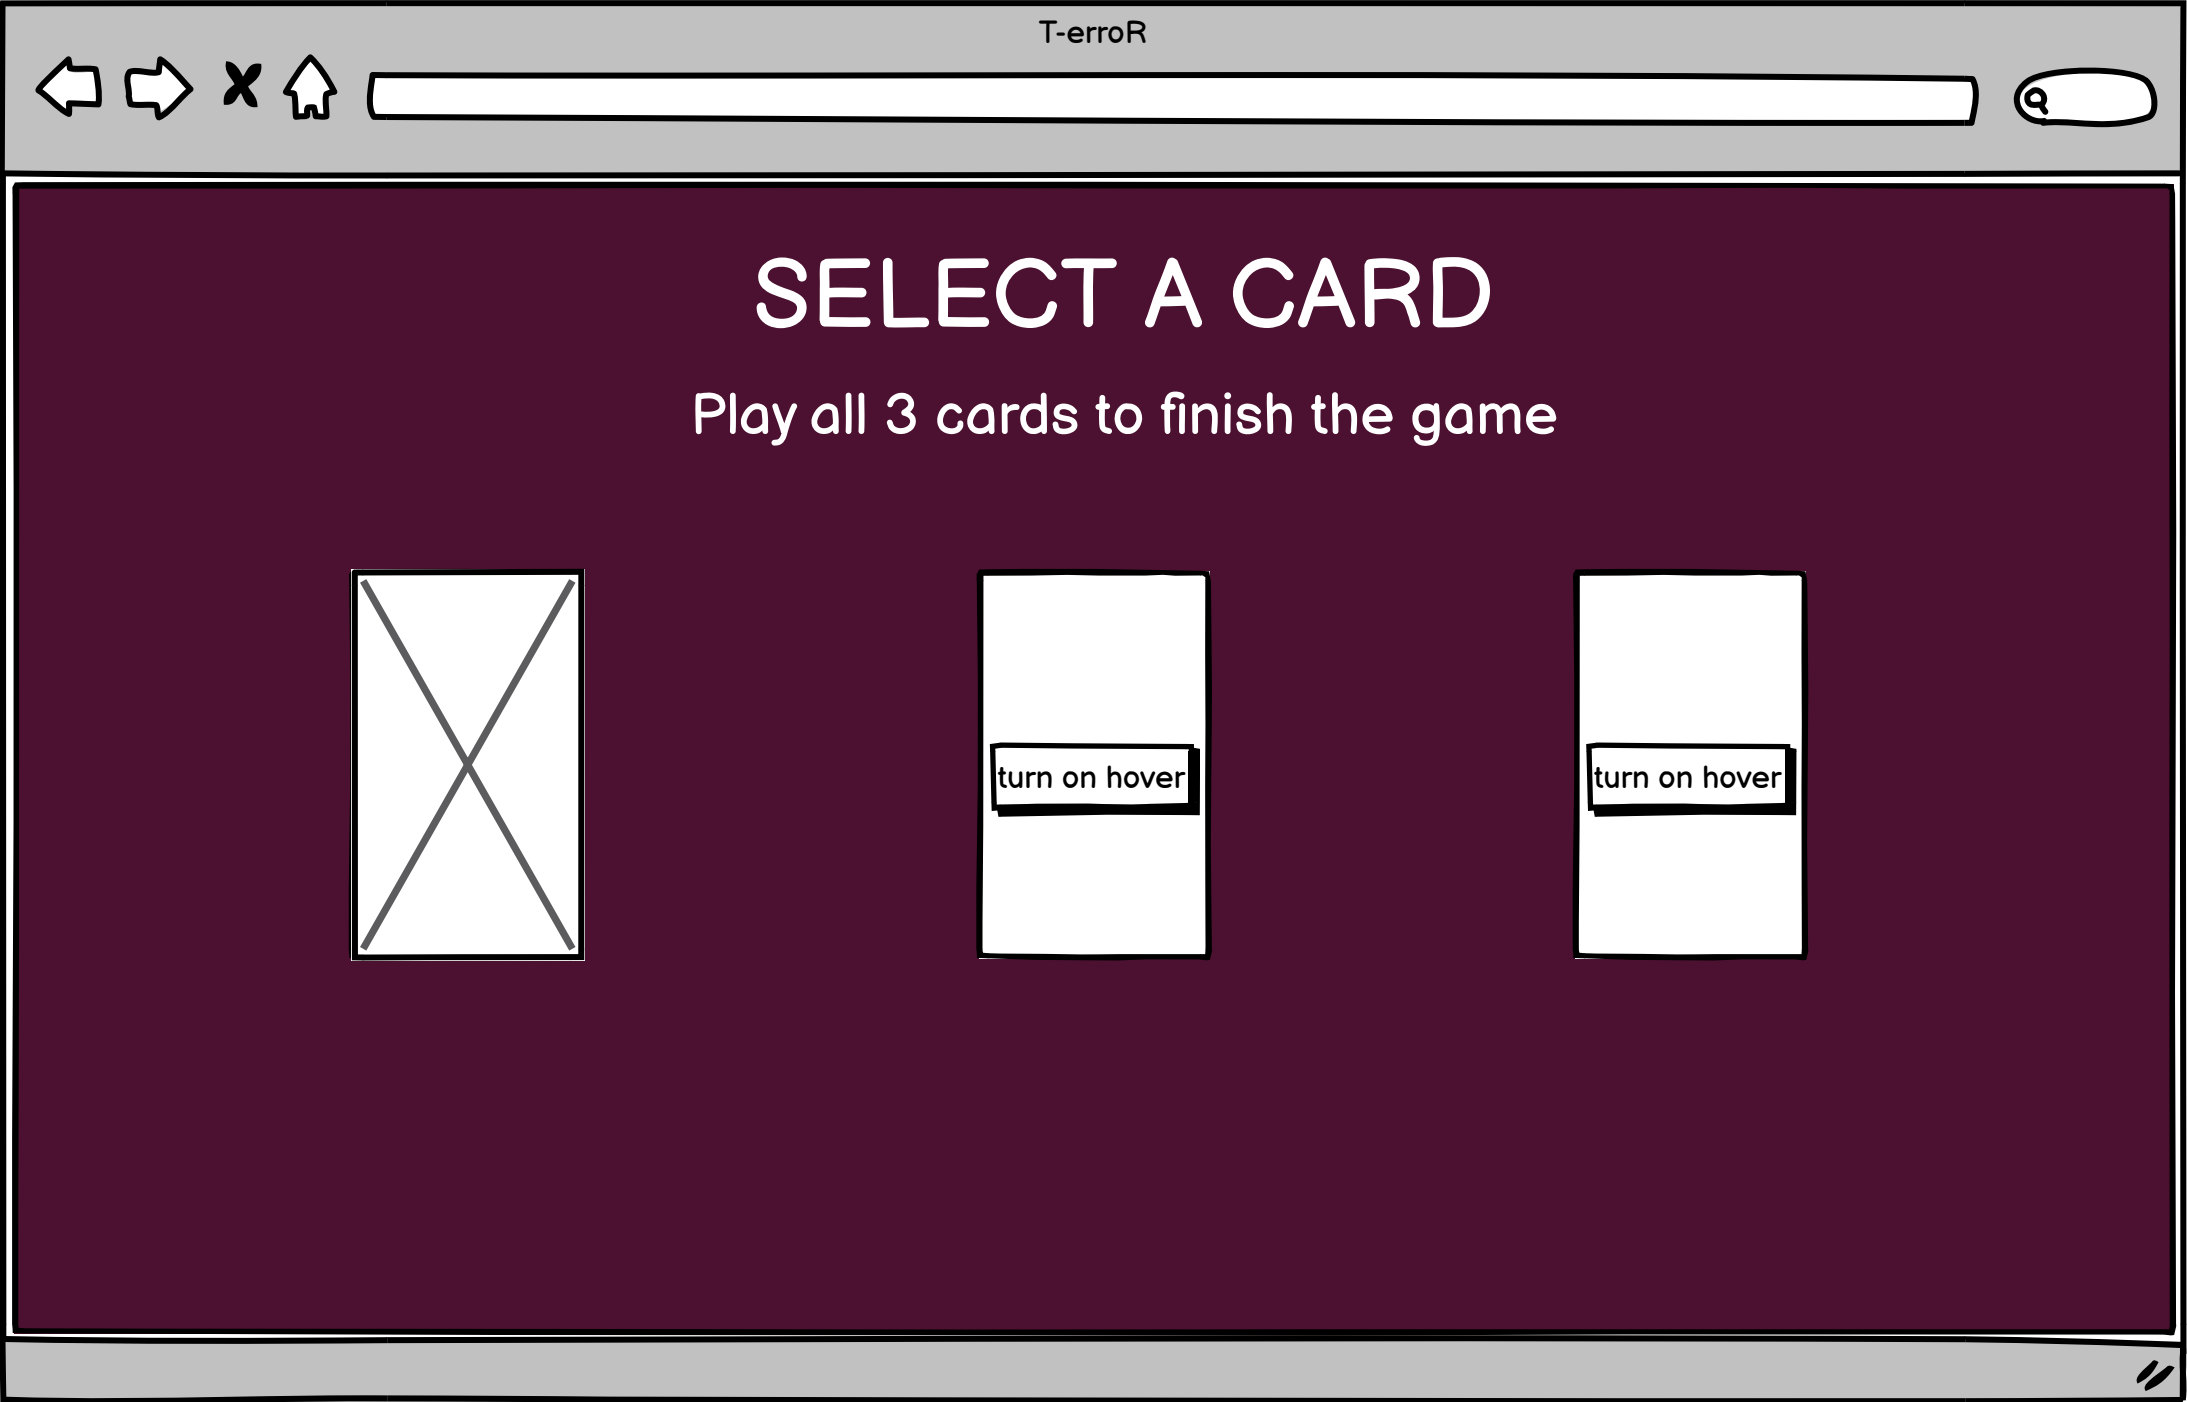 T-erroR
SELECT A CARD
Play all 3 cards to finish the game
turn on hover
turn on hover